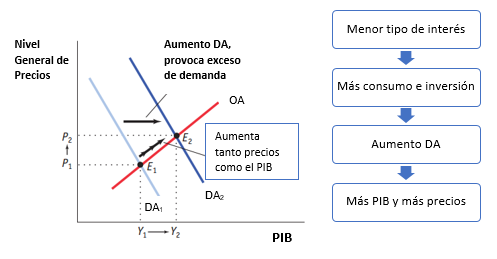 Nivel
General de
Precios
Aumento DA,
provoca exceso
de demanda
OA
P₂
P₁
E₂
E₁
Aumenta
tanto precios
como el PIB
DA₁
DA₂
Y₁
Y₂
PIB
Menor tipo de interés
Más consumo e inversión
Aumento DA
Más PIB y más precios